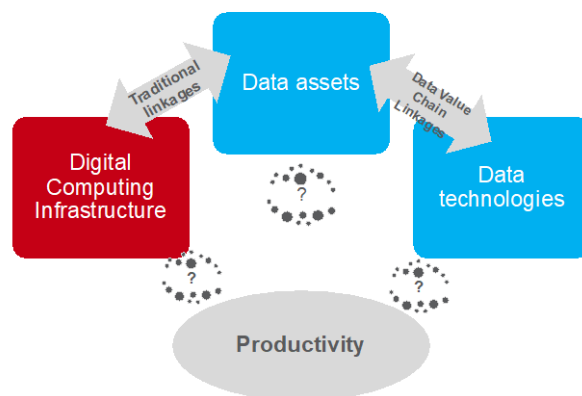 Traditional
linkages
Data assets
Data Value
Chain
Linkages
Digital
Computing
Infrastructure
Data
technologies
?
?
?
Productivity